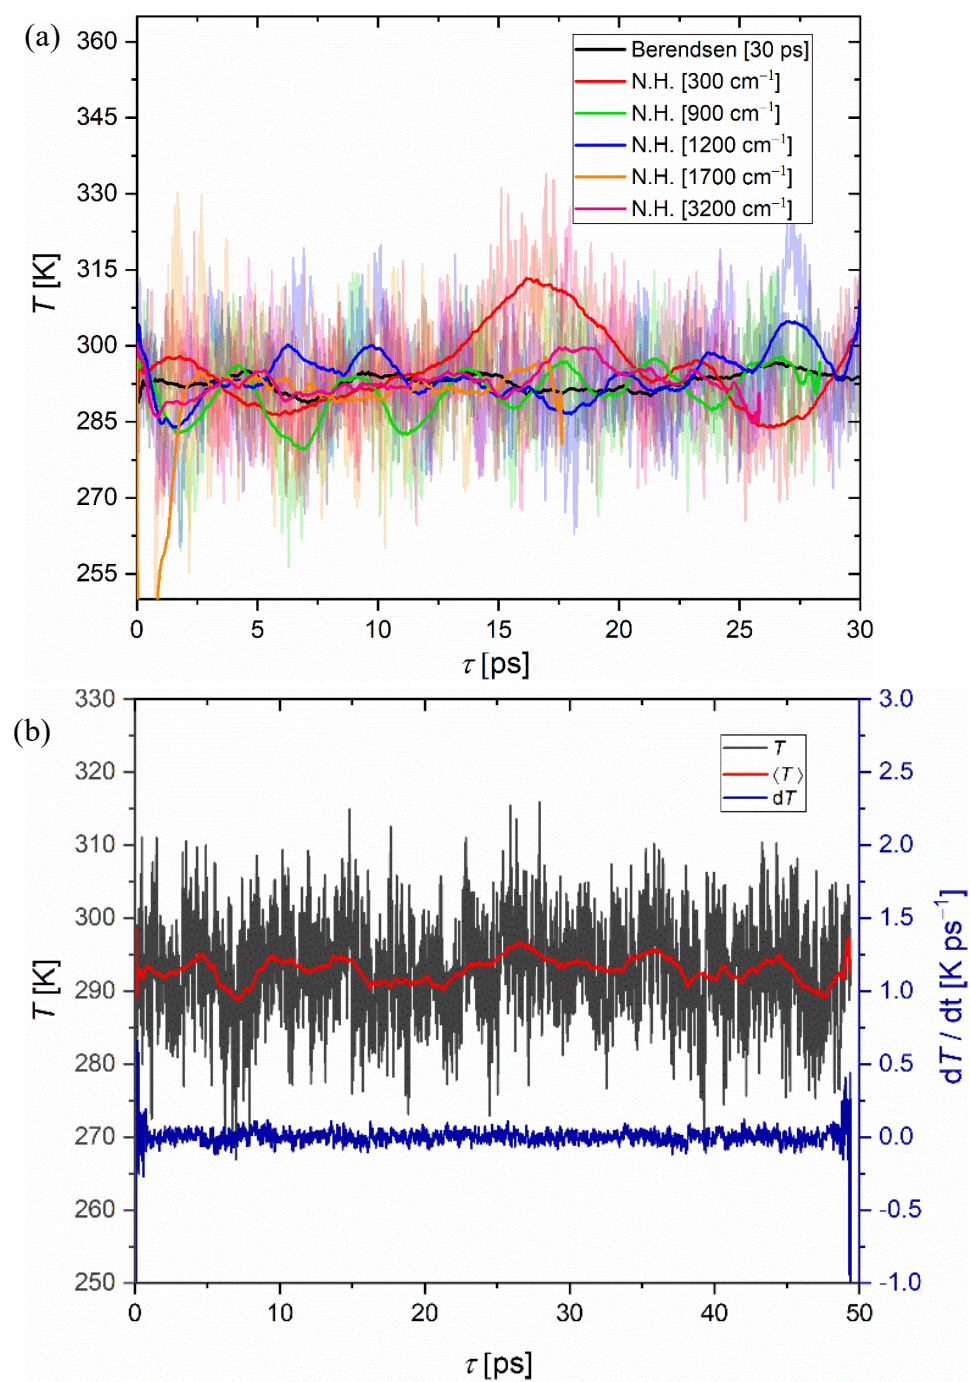 (a)
365
345
330
315
300
285
270
255
T [K]
Berendsen [30 ps]
N.H. [300 cm⁻¹]
N.H. [900 cm⁻¹]
N.H. [1200 cm⁻¹]
N.H. [1700 cm⁻¹]
N.H. [3200 cm⁻¹]
0 5 10 15 20 25 30
τ [ps]
(b)
330
320
310
300
290
280
270
260
250
T [K]
T
⟨T⟩
dT
3.0
2.5
2.0
1.5
1.0
0.5
0.0
-0.5
-1.0
dT / dt [K ps⁻¹]
0 10 20 30 40 50
τ [ps]